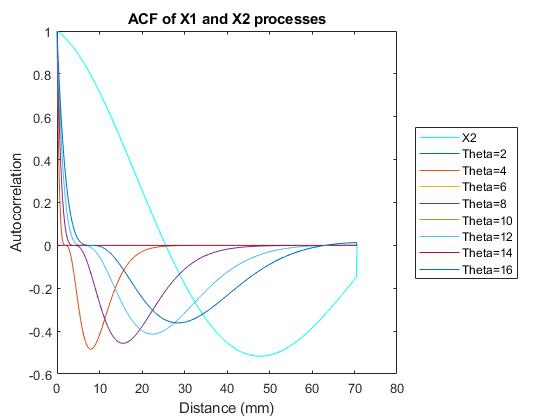 ACF of X1 and X2 processes
1
0.8
0.6
0.4
0.2
0
-0.2
-0.4
-0.6
Autocorrelation
0
10
20
30
40
50
60
70
80
Distance (mm)
X2
Theta=2
Theta=4
Theta=6
Theta=8
Theta=10
Theta=12
Theta=14
Theta=16